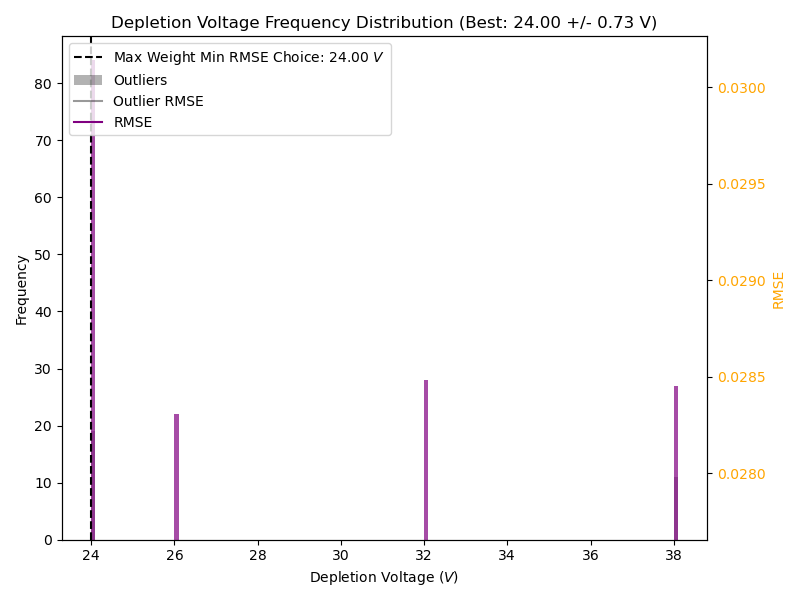 Depletion Voltage Frequency Distribution (Best: 24.00 +/- 0.73 V)
Max Weight Min RMSE Choice: 24.00 V
Outliers
Outlier RMSE
RMSE
80
70
60
50
40
30
20
10
0
Frequency
0.0300
0.0295
0.0290
0.0285
0.0280
RMSE
24 26 28 30 32 34 36 38
Depletion Voltage (V)